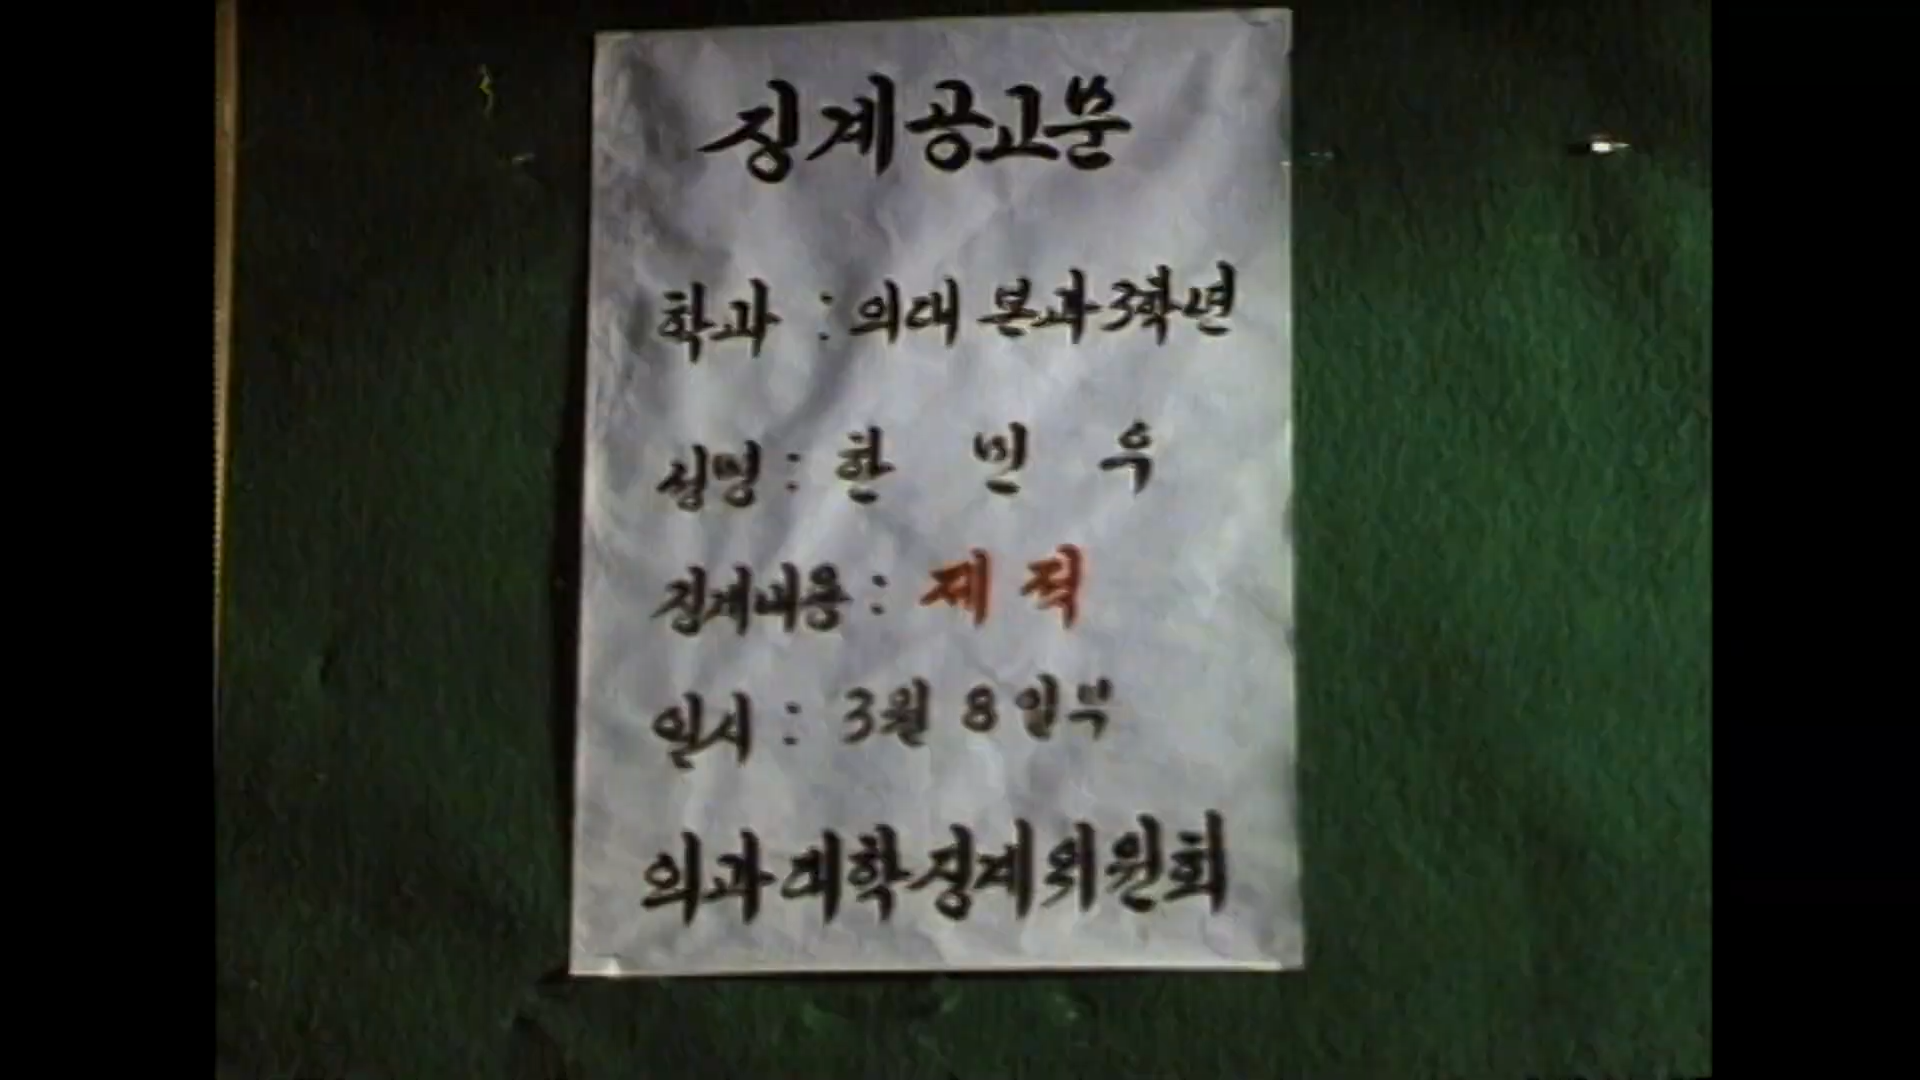 징계공고문
학과 : 의대 본과3학년
성명 : 한 민 우
징계내용 : 제 적
일시 : 3월 8일부
의과대학징계위원회